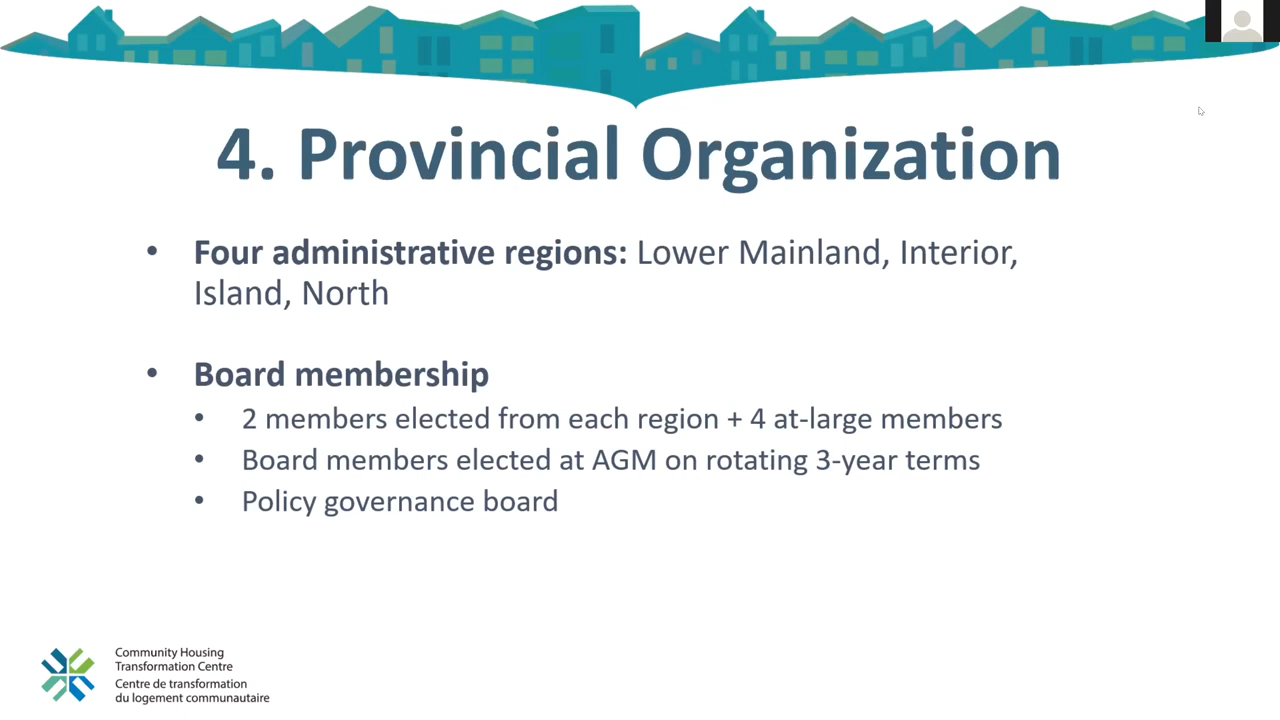 4. Provincial Organization
• Four administrative regions: Lower Mainland, Interior,
Island, North
• Board membership
• 2 members elected from each region + 4 at-large members
• Board members elected at AGM on rotating 3-year terms
• Policy governance board
Community Housing
Transformation Centre
Centre de transformation
du logement communautaire